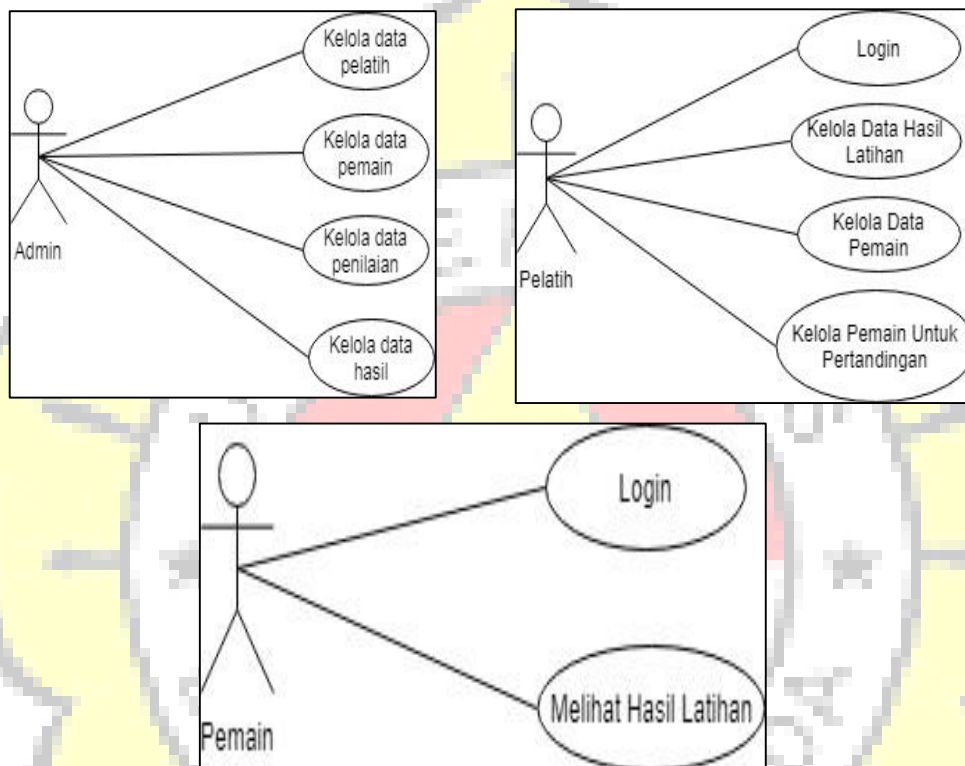 Kelola data
pelatih
Kelola data
pemain
Kelola data
penilaian
Kelola data
hasil
Admin
Login
Kelola Data Hasil
Latihan
Kelola Data
Pemain
Kelola Pemain Untuk
Pertandingan
Pelatih
Login
Melihat Hasil Latihan
Pemain